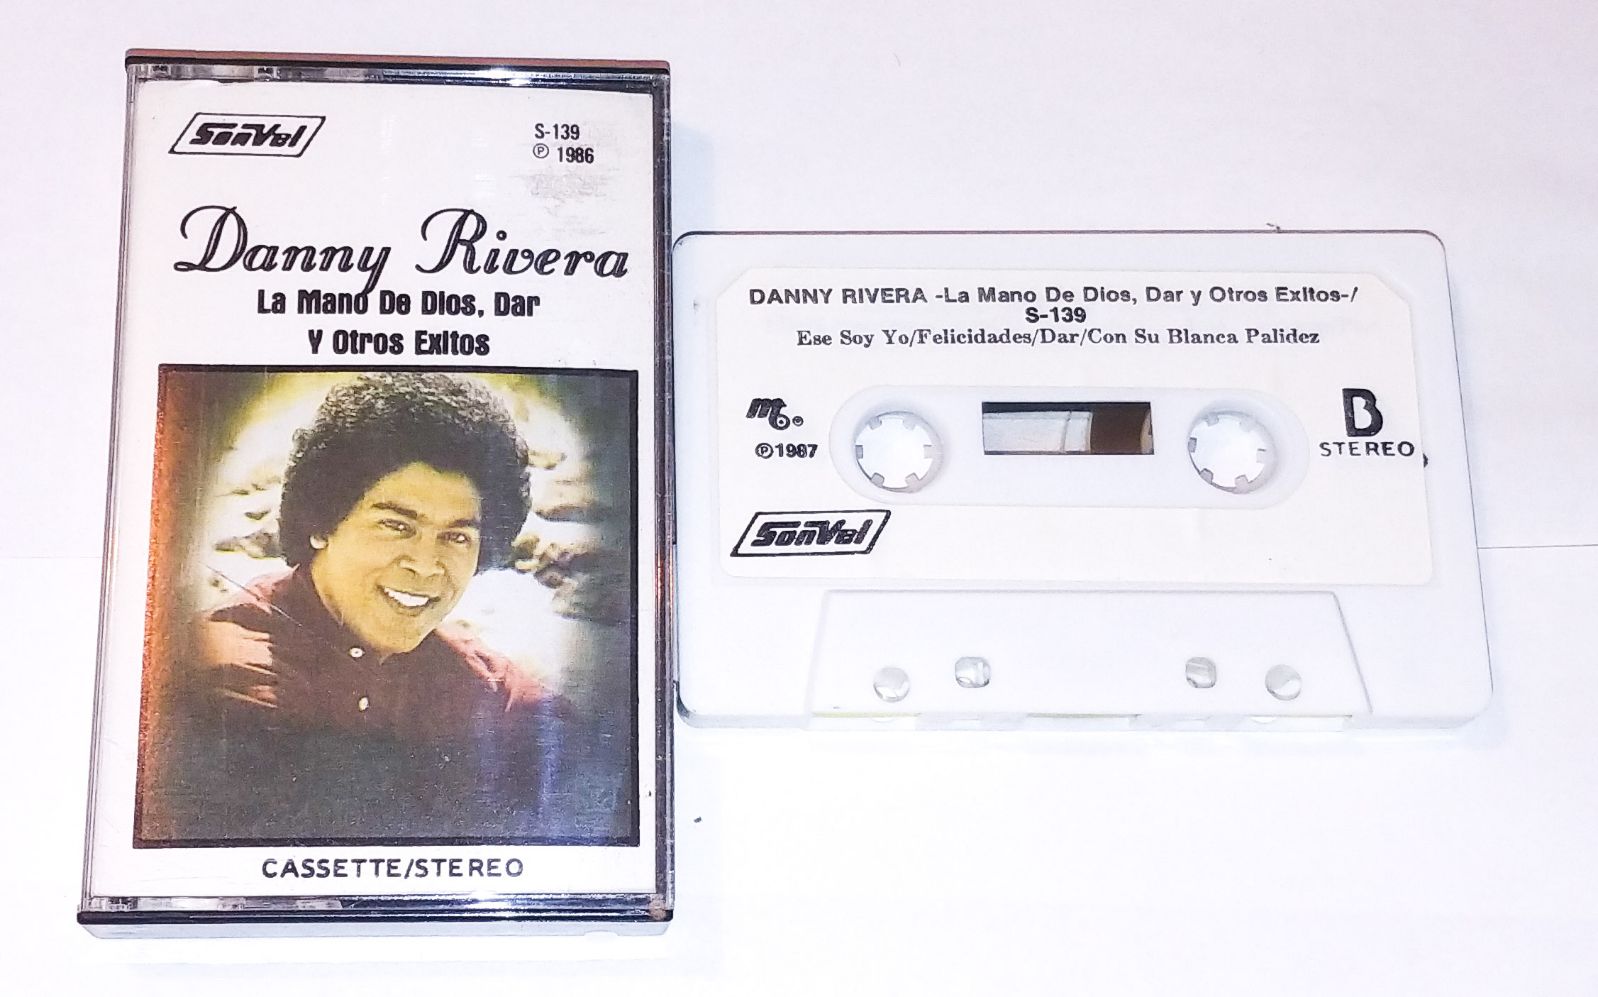 SonVel
S-139
℗ 1986
Danny Rivera
La Mano De Dios, Dar
Y Otros Exitos
CASSETTE/STEREO
DANNY RIVERA -La Mano De Dios, Dar y Otros Exitos-/
S-139
Ese Soy Yo/Felicidades/Dar/Con Su Blanca Palidez
B
STEREO
℗1987
SonVel